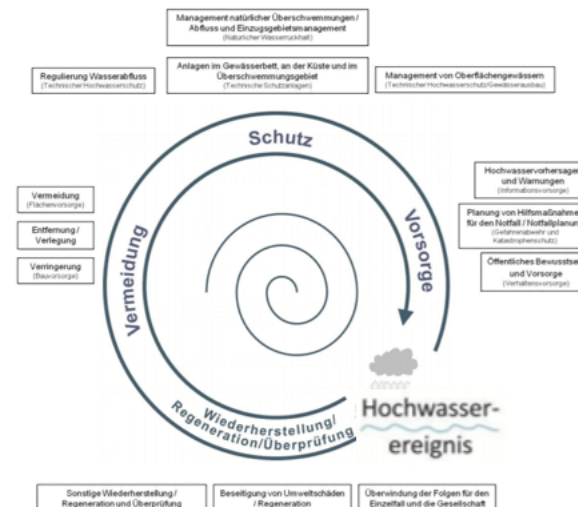 Management natürlicher Überschwemmungen /
Abfluss und Einzugsgebietsmanagement
(Natürlicher Wasserrückhalt)
Regulierung Wasserabfluss
(Technischer Hochwasserschutz)
Anlagen im Gewässerbett, an der Küste und im
Überschwemmungsgebiet
(Technische Schutzanlagen)
Management von Oberflächengewässern
(Technischer Hochwasserschutz/Gewässerausbau)
Schutz
Vorsorge
Hochwasservorhersagen
und Warnungen
(Informationsvorsorge)
Planung von Hilfsmaßnahme
für den Notfall / Notfallplanun
(Gefahrenabwehr und
Katastrophenschutz)
Öffentliches Bewusstse
und Vorsorge
(Verhaltensvorsorge)
Vermeidung
Vermeidung
(Flächenvorsorge)
Entfernung /
Verlegung
Verringerung
(Bauvorsorge)
Wiederherstellung/
Regeneration/Überprüfung
Hochwasser-
ereignis
Sonstige Wiederherstellung /
Regeneration und Überprüfung
Beseitigung von Umweltschäden
/ Regeneration
Überwindung der Folgen für den
Einzelfall und die Gesellschaft